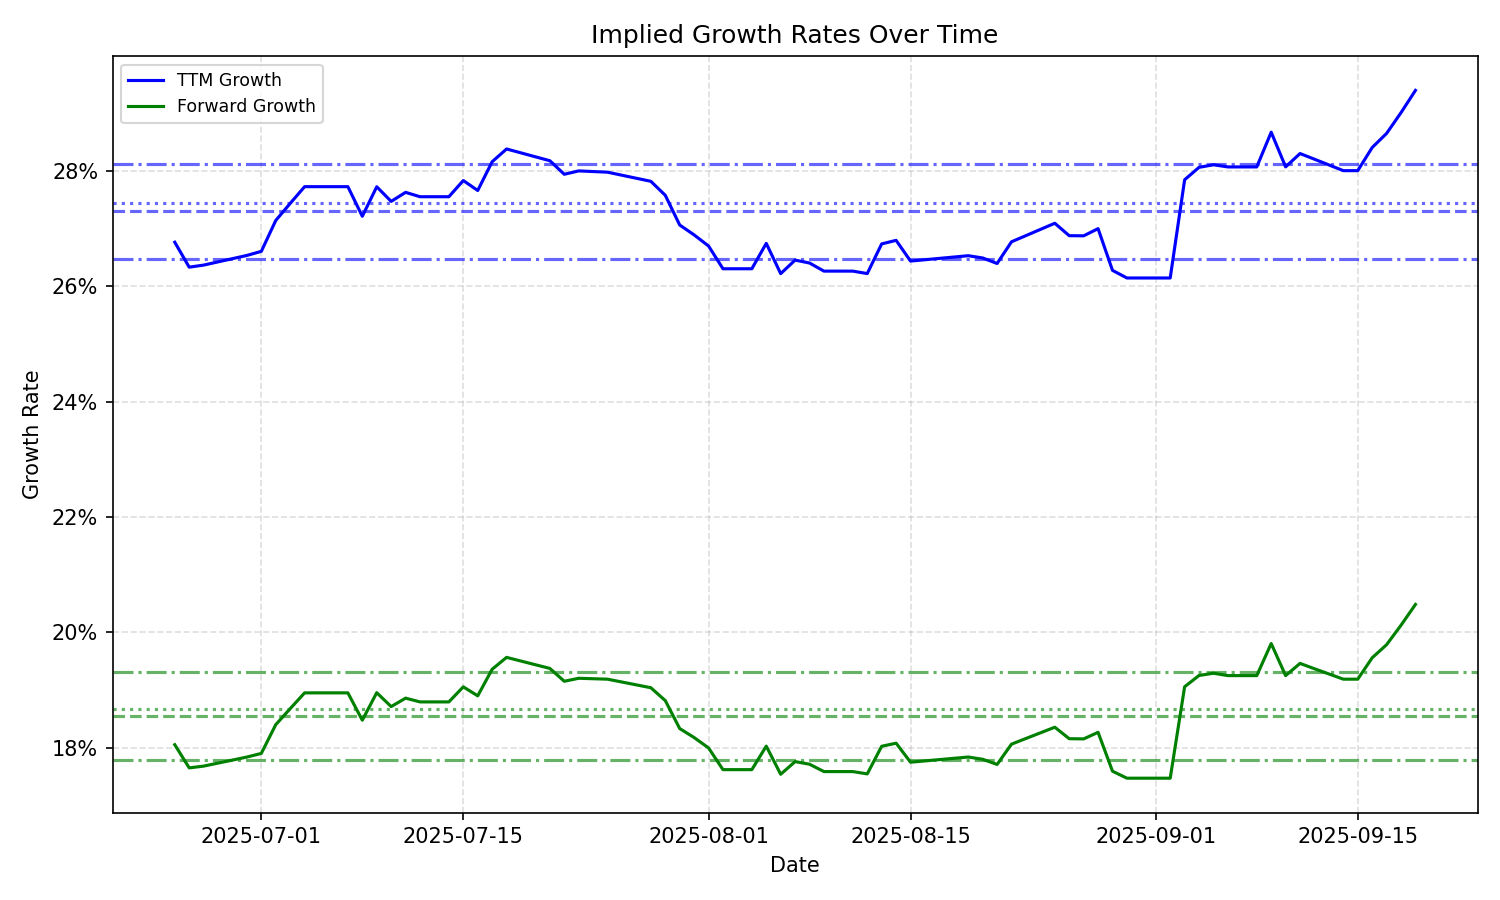 Implied Growth Rates Over Time
TTM Growth
Forward Growth
Growth Rate
28%
26%
24%
22%
20%
18%
2025-07-01
2025-07-15
2025-08-01
2025-08-15
2025-09-01
2025-09-15
Date